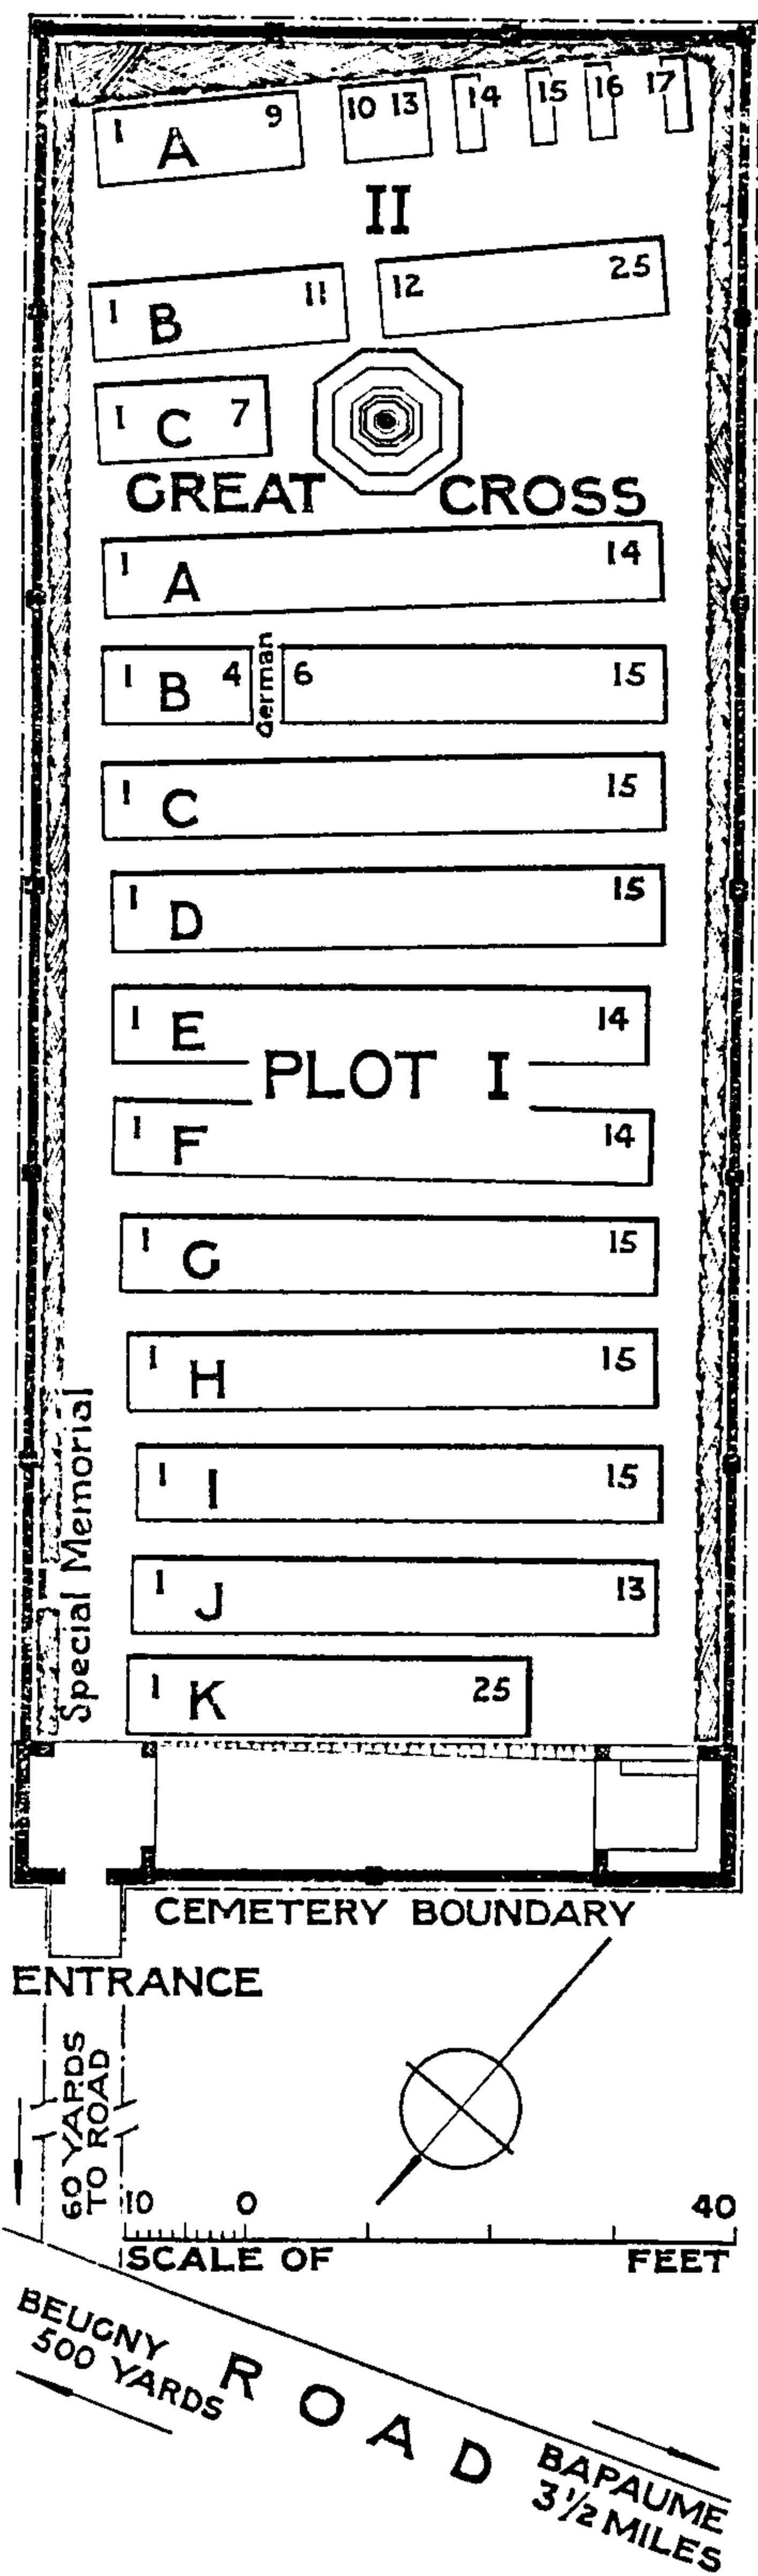 1 A 9 10 13 14 15 16 17
II
1 B 11 12 25
1 C 7
GREAT CROSS
1 A 14
1 B 4 German 6 15
1 C 15
1 D 15
1 E 14
PLOT I
1 F 14
1 G 15
1 H 15
1 I 15
1 J 13
1 K 25
Special Memorial
CEMETERY BOUNDARY
ENTRANCE
60 YARDS
TO ROAD
10 0 40
SCALE OF FEET
BEUGNY
500 YARDS
ROAD
BAPAUME
3 1/2 MILES